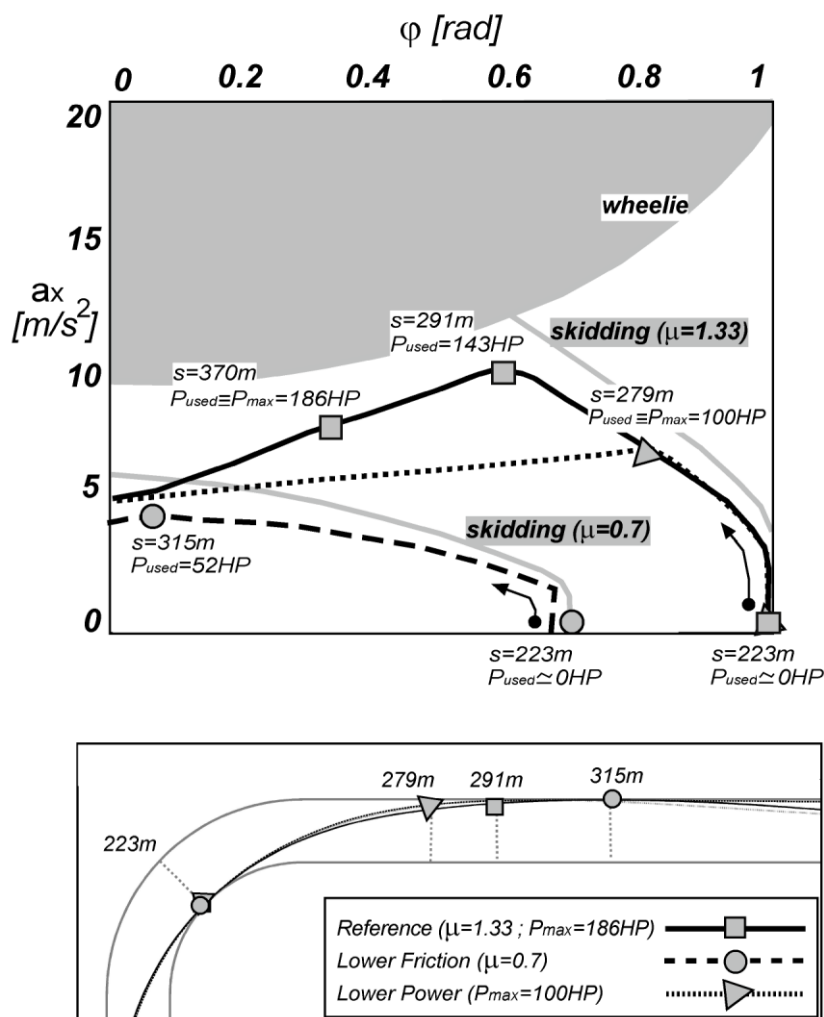 φ [rad]
0 0.2 0.4 0.6 0.8 1
20
wheelie
15
ax
[m/s²]
s=291m
Pused=143HP
skidding (μ=1.33)
s=370m
Pused≡Pmax=186HP
10
s=279m
Pused≡Pmax=100HP
5
skidding (μ=0.7)
s=315m
Pused=52HP
0
s=223m
Pused≃0HP
s=223m
Pused≃0HP
279m 291m 315m
223m
Reference (μ=1.33 ; Pmax=186HP)
Lower Friction (μ=0.7)
Lower Power (Pmax=100HP)